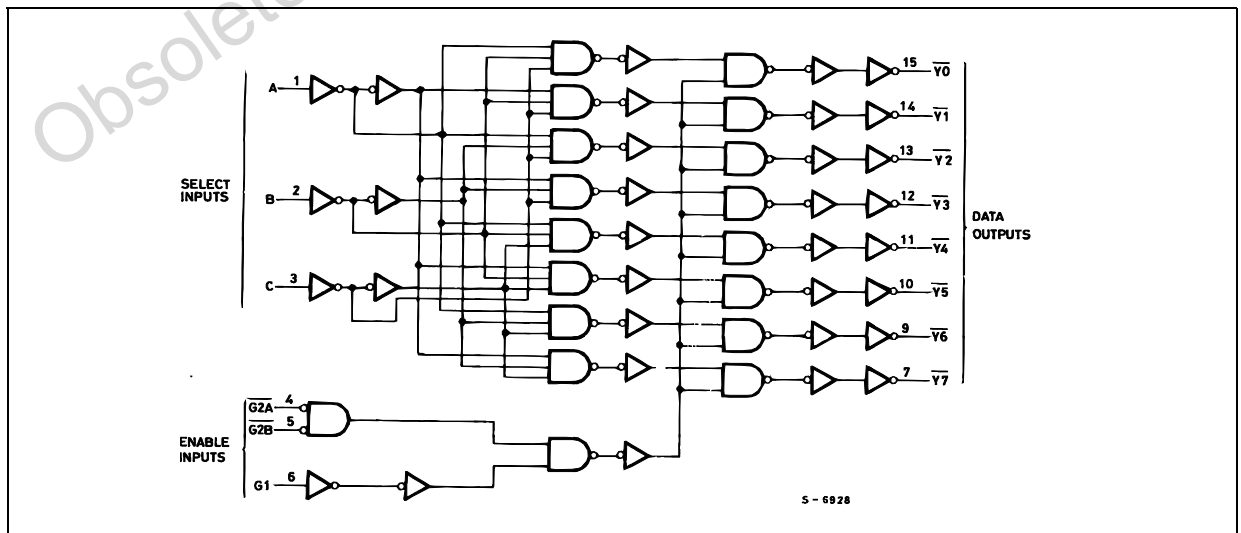 Obsolete
SELECT
INPUTS
A 1
B 2
C 3
ENABLE
INPUTS
G2A 4
G2B 5
G1 6
15 Y0
14 Y1
13 Y2
12 Y3
11 Y4
10 Y5
9 Y6
7 Y7
DATA
OUTPUTS
S-6928